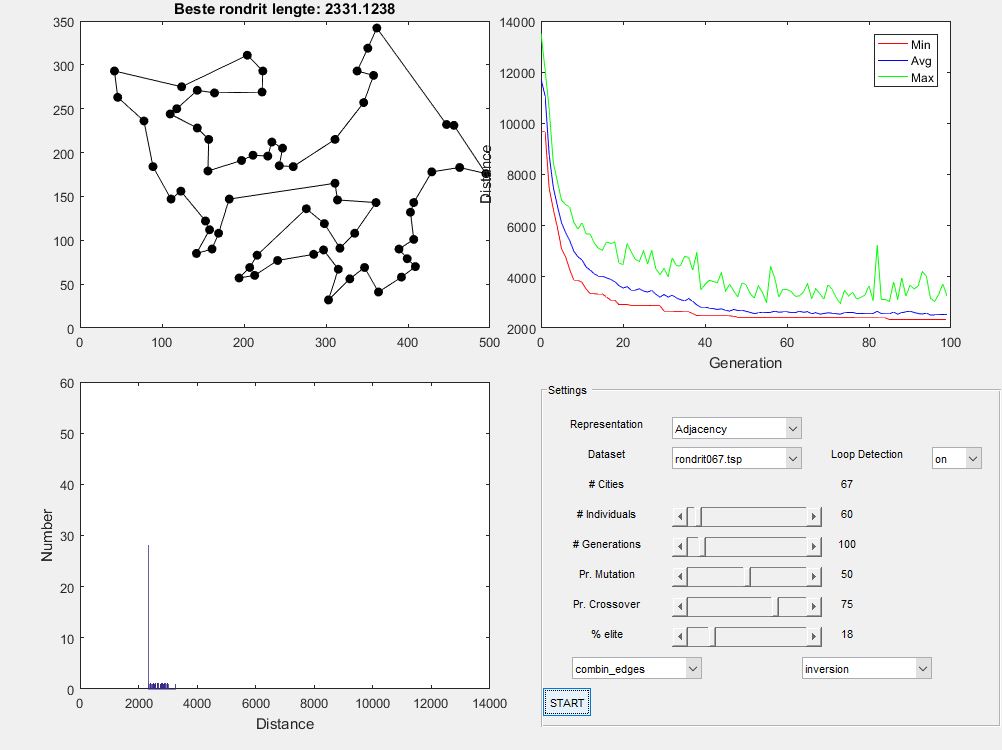 Beste rondrit lengte: 2331.1238
350
300
250
200
150
100
50
0
0 100 200 300 400 500
14000
12000
10000
8000
6000
4000
2000
Distance
Min
Avg
Max
0 20 40 60 80 100
Generation
60
50
40
30
20
10
0
Number
0 2000 4000 6000 8000 10000 12000 14000
Distance
Settings
Representation Adjacency
Dataset rondrit067.tsp Loop Detection on
# Cities 67
# Individuals 60
# Generations 100
Pr. Mutation 50
Pr. Crossover 75
% elite 18
combin_edges inversion
START